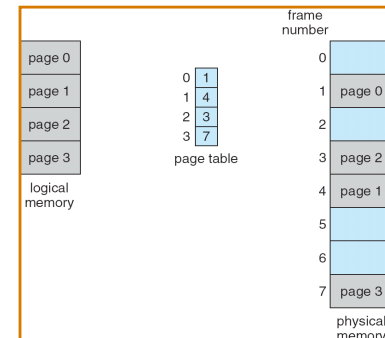 page 0
page 1
page 2
page 3
logical
memory
0 1
1 4
2 3
3 7
page table
frame
number
0
1 page 0
2
3 page 2
4 page 1
5
6
7 page 3
physical
memory